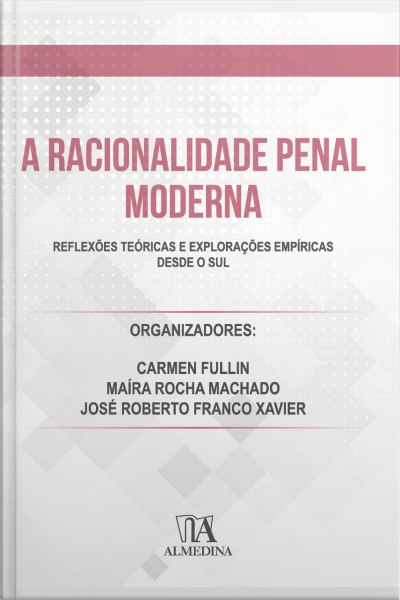 A RACIONALIDADE PENAL
MODERNA
REFLEXÕES TEÓRICAS E EXPLORAÇÕES EMPÍRICAS
DESDE O SUL
ORGANIZADORES:
CARMEN FULLIN
MAÍRA ROCHA MACHADO
JOSÉ ROBERTO FRANCO XAVIER
ALMEDINA